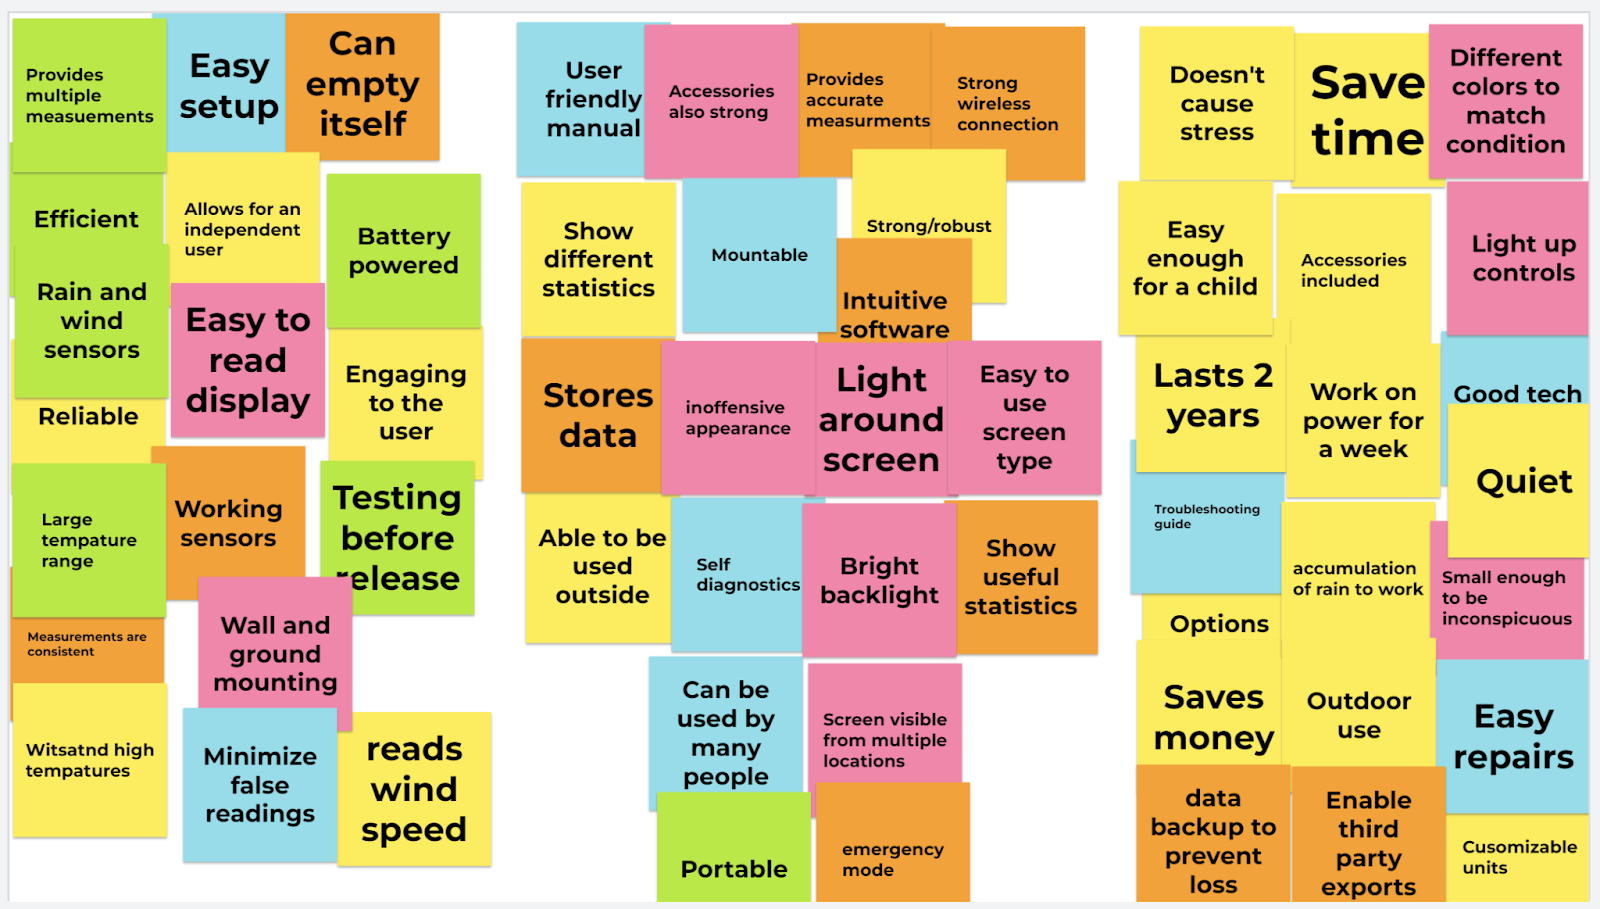 Provides
multiple
measuements
Easy
setup
Can
empty
itself
Efficient
Allows for an
independent
user
Battery
powered
Rain and
wind
sensors
Easy to
read
display
Engaging
to the
user
Reliable
Large
tempature
range
Working
sensors
Testing
before
release
Measurements are
consistent
Wall and
ground
mounting
Witsatnd high
tempatures
Minimize
false
readings
reads
wind
speed
User
friendly
manual
Accessories
also strong
Provides
accurate
measurments
Strong
wireless
connection
Show
different
statistics
Mountable
Strong/robust
Intuitive
software
Stores
data
inoffensive
appearance
Light
around
screen
Easy to
use
screen
type
Able to be
used
outside
Self
diagnostics
Bright
backlight
Show
useful
statistics
Can be
used by
many
people
Screen visible
from multiple
locations
Portable
emergency
mode
Doesn't
cause
stress
Save
time
Different
colors to
match
condition
Easy
enough
for a child
Accessories
included
Light up
controls
Lasts 2
years
Work on
power for
a week
Good tech
Quiet
Troubleshooting
guide
accumulation
of rain to work
Small enough
to be
inconspicuous
Options
Saves
money
Outdoor
use
Easy
repairs
data
backup to
prevent
loss
Enable
third
party
exports
Cusomizable
units